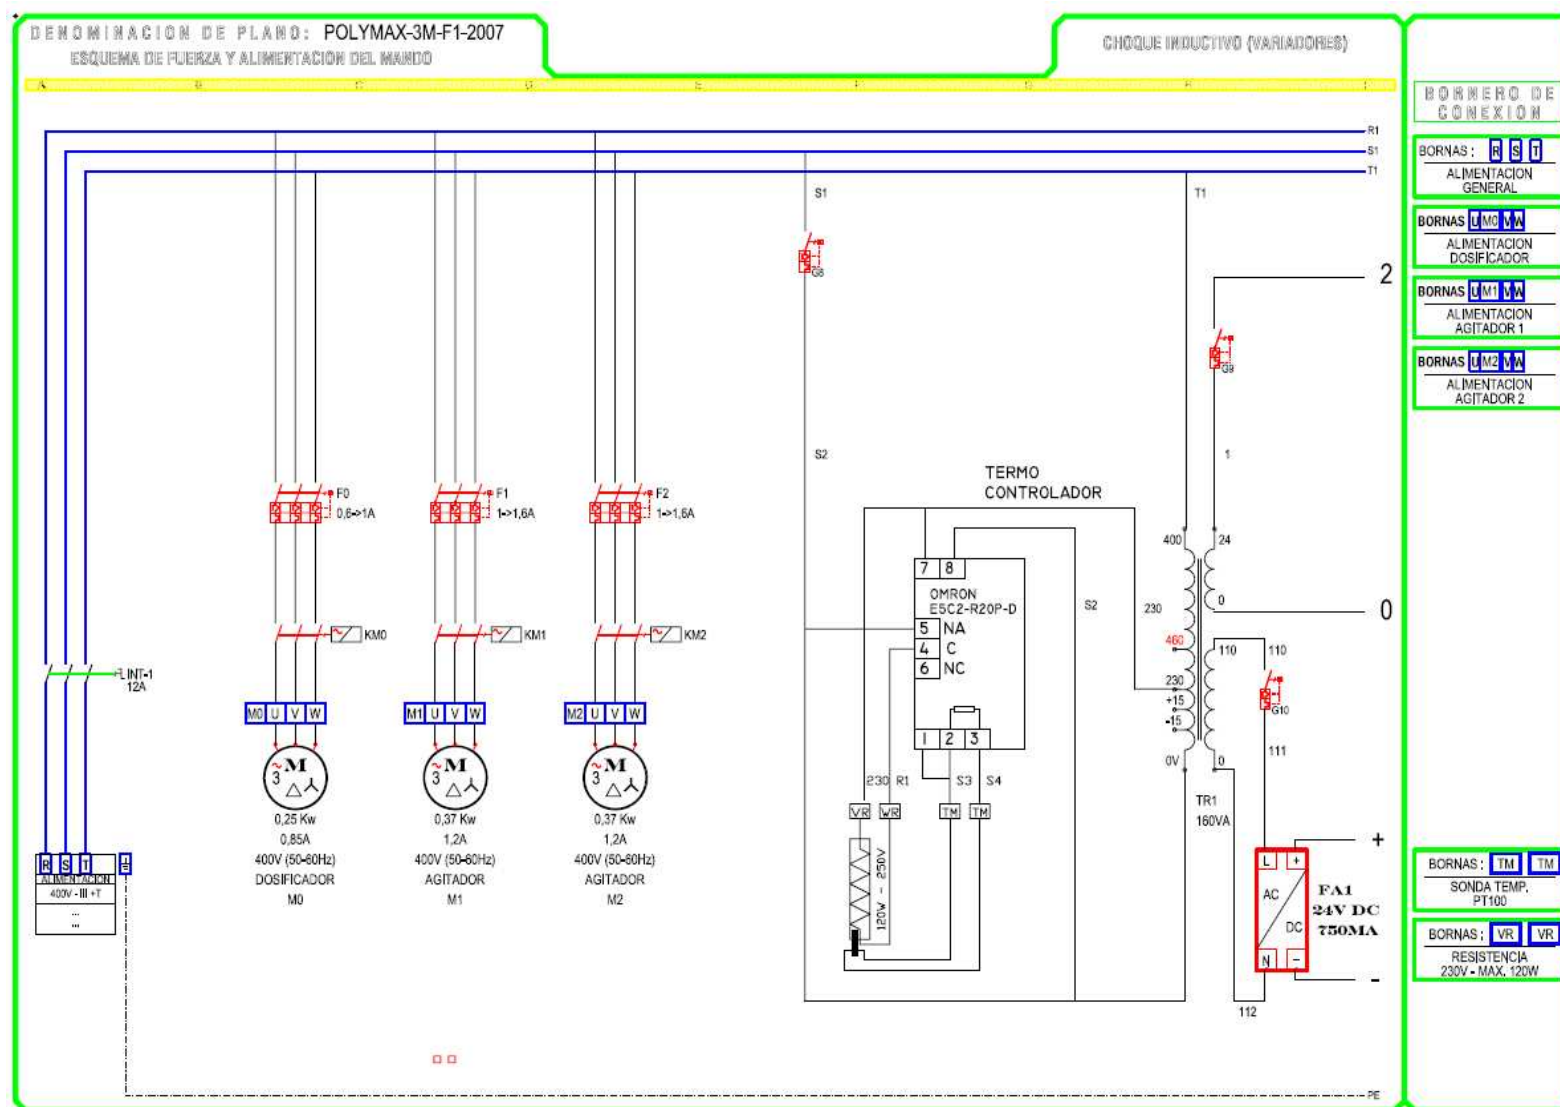 DENOMINACION DE PLANO: POLYMAX-3M-F1-2007
ESQUEMA DE FUERZA Y ALIMENTACION DEL MANDO
CHOQUE INDUCTIVO (VARIADORES)
R1
S1
T1
S1
T1
G8
2
G9
S2
1
TERMO
CONTROLADOR
F0
0,6->1A
F1
1->1,6A
F2
1->1,6A
400
24
7 8
OMRON
E5C2-R20P-D
S2
230
0
0
5 NA
4 C
6 NC
KM0
KM1
KM2
460
110
110
INT-1
12A
230
+15
-15
G10
M0 U V W
M1 U V W
M2 U V W
1 2 3
111
0V
0
M
3
M
3
M
3
230 R1
S3 S4
TR1
160VA
VR WR TM TM
0,25 Kw
0,85A
400V (50-60Hz)
DOSIFICADOR
M0
0,37 Kw
1,2A
400V (50-60Hz)
AGITADOR
M1
0,37 Kw
1,2A
400V (50-60Hz)
AGITADOR
M2
120W - 250V
+
R S T
ALIMENTACION
400V - III +T
...
...
L +
AC
DC
N -
FA1
24V DC
750MA
-
112
PE
BORNERO DE
CONEXION
BORNAS: R S T
ALIMENTACION
GENERAL
BORNAS U M0 V W
ALIMENTACION
DOSIFICADOR
BORNAS U M1 V W
ALIMENTACION
AGITADOR 1
BORNAS U M2 V W
ALIMENTACION
AGITADOR 2
BORNAS: TM TM
SONDA TEMP.
PT100
BORNAS: VR VR
RESISTENCIA
230V - MAX. 120W